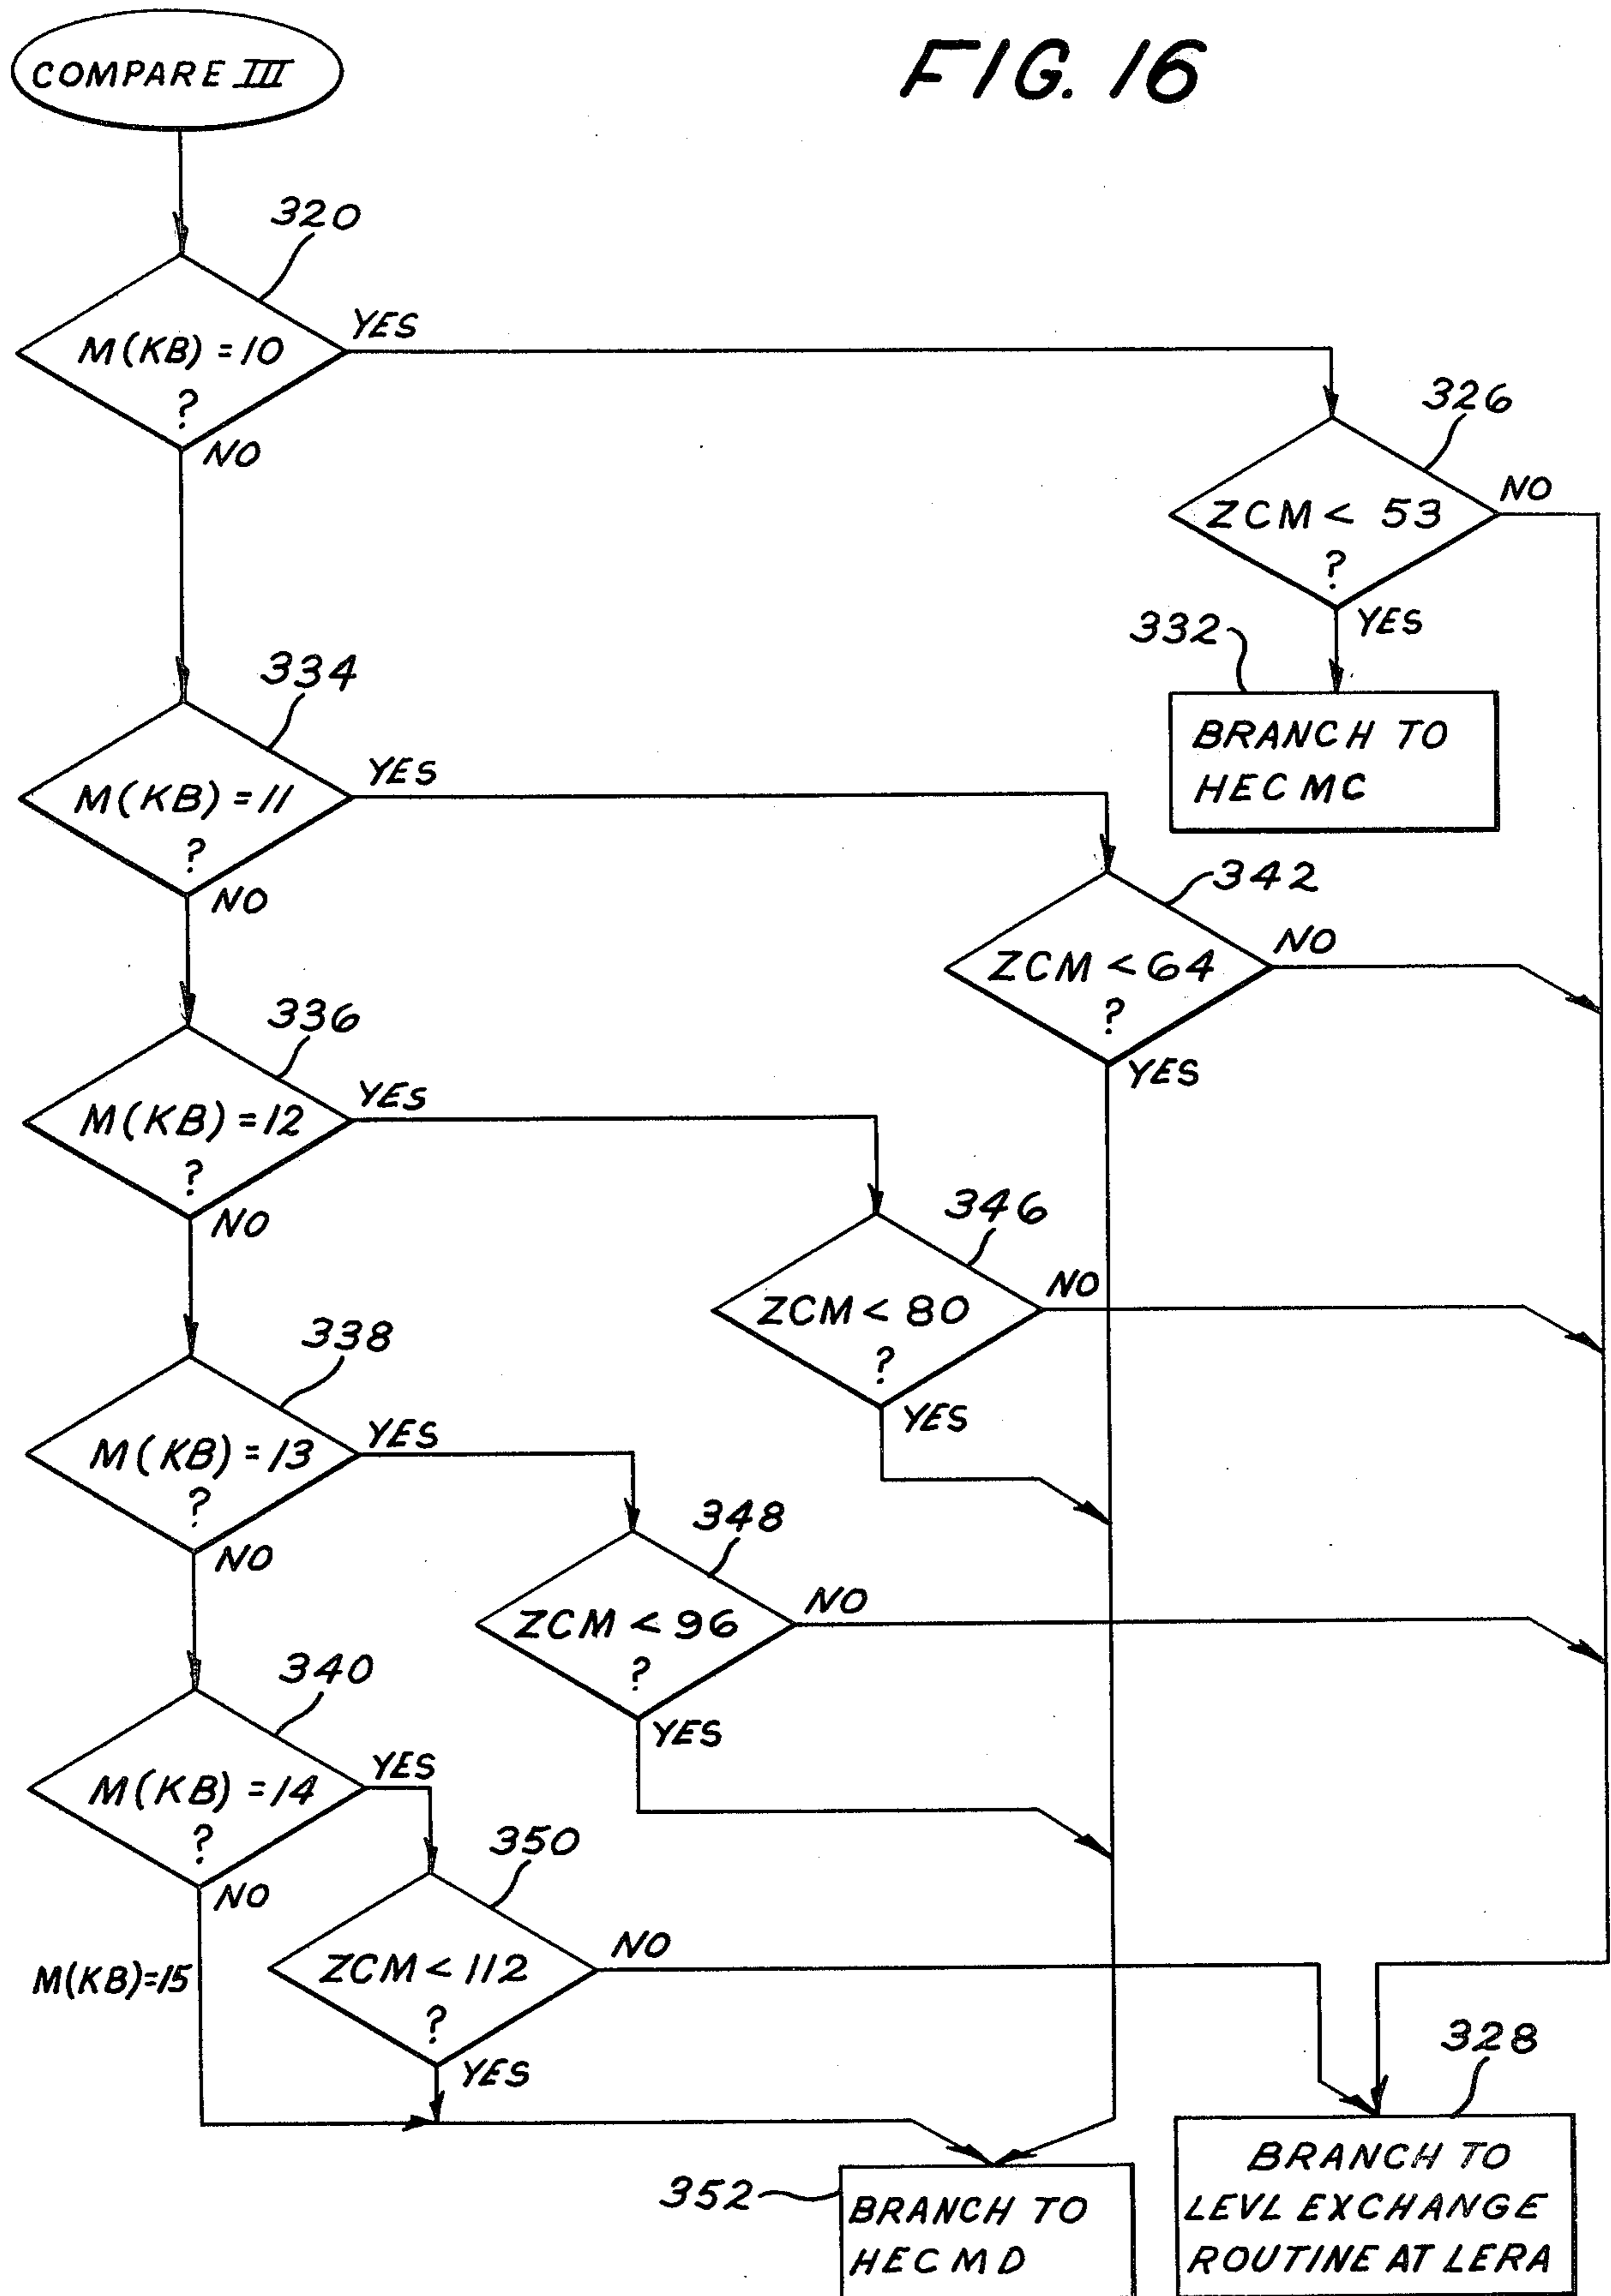 FIG. 16
COMPARE III
320
M(KB)=10
?
YES
NO
326
ZCM < 53
?
NO
YES
332
BRANCH TO
HECMC
334
M(KB)=11
?
YES
NO
342
ZCM < 64
?
NO
YES
336
M(KB)=12
?
YES
NO
346
ZCM < 80
?
NO
YES
338
M(KB)=13
?
YES
NO
348
ZCM < 96
?
NO
YES
340
M(KB)=14
?
YES
NO
M(KB)=15
350
ZCM < 112
?
NO
YES
328
BRANCH TO
LEVL EXCHANGE
ROUTINE AT LERA
352
BRANCH TO
HECMD